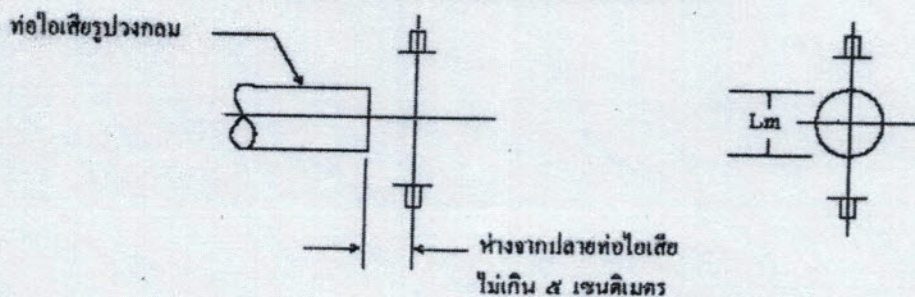 ท่อไอเสียรูปวงกลม
Lm
ห่างจากปลายท่อไอเสีย
ไม่เกิน ๕ เซนติเมตร